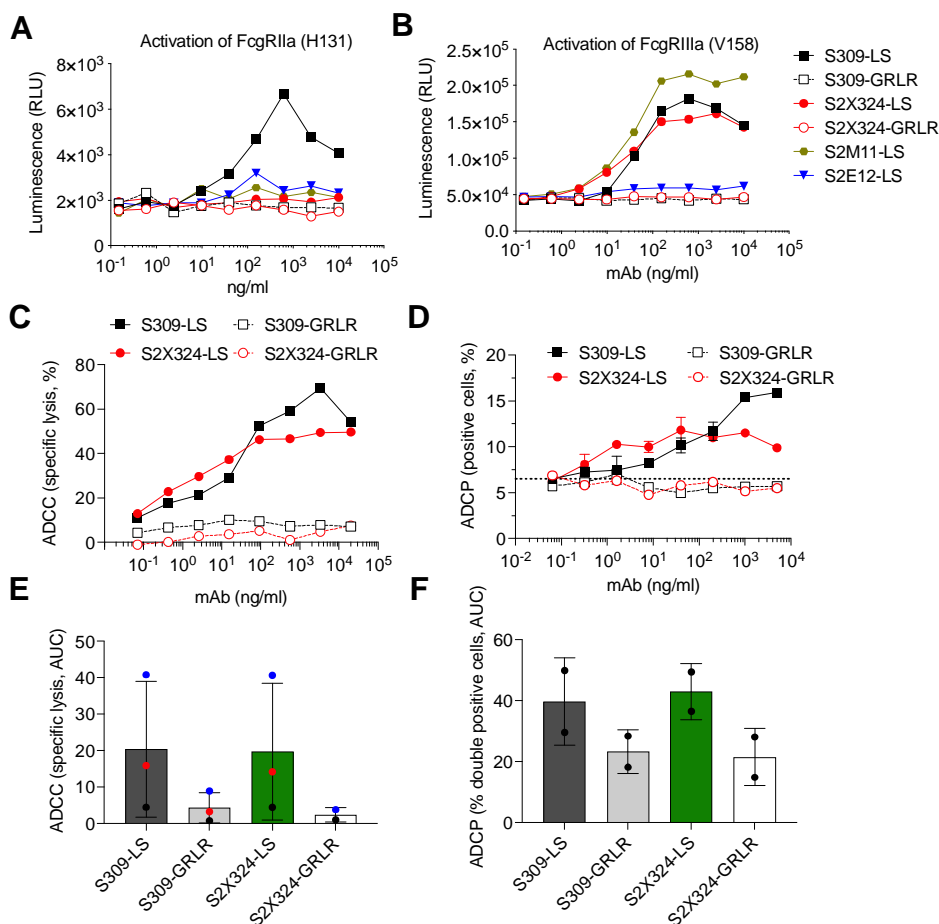 A
Activation of FcgRIIa (H131)
Luminescence (RLU)
8×10³
6×10³
4×10³
2×10³
0
10⁻¹ 10⁰ 10¹ 10² 10³ 10⁴ 10⁵
ng/ml
B
Activation of FcgRIIIa (V158)
Luminescence (RLU)
2.5×10⁵
2.0×10⁵
1.5×10⁵
1.0×10⁵
5.0×10⁴
0.0
10⁻¹ 10⁰ 10¹ 10² 10³ 10⁴ 10⁵
mAb (ng/ml)
S309-LS
S309-GRLR
S2X324-LS
S2X324-GRLR
S2M11-LS
S2E12-LS
C
S309-LS S309-GRLR
S2X324-LS S2X324-GRLR
ADCC (specific lysis, %)
80
60
40
20
0
10⁻¹ 10⁰ 10¹ 10² 10³ 10⁴ 10⁵
mAb (ng/ml)
D
S309-LS S309-GRLR
S2X324-LS S2X324-GRLR
ADCP (positive cells, %)
20
15
10
5
0
10⁻² 10⁻¹ 10⁰ 10¹ 10² 10³ 10⁴
mAb (ng/ml)
E
ADCC (specific lysis, AUC)
50
40
30
20
10
0
S309-LS
S309-GRLR
S2X324-LS
S2X324-GRLR
F
ADCP (% double positive cells, AUC)
60
40
20
0
S309-LS
S309-GRLR
S2X324-LS
S2X324-GRLR